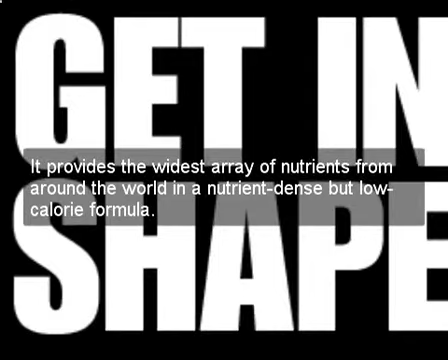 GET IN
It provides the widest array of nutrients from
around the world in a nutrient-dense but low-
calorie formula.
SHAPE